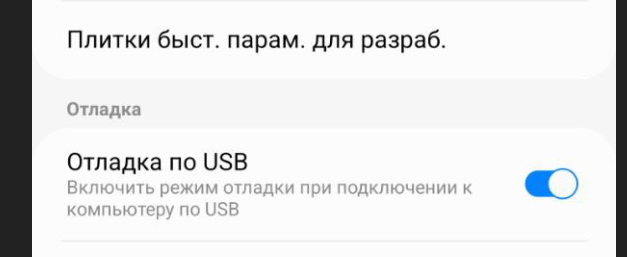 Плитки быст. парам. для разраб.
Отладка
Отладка по USB
Включить режим отладки при подключении к
компьютеру по USB